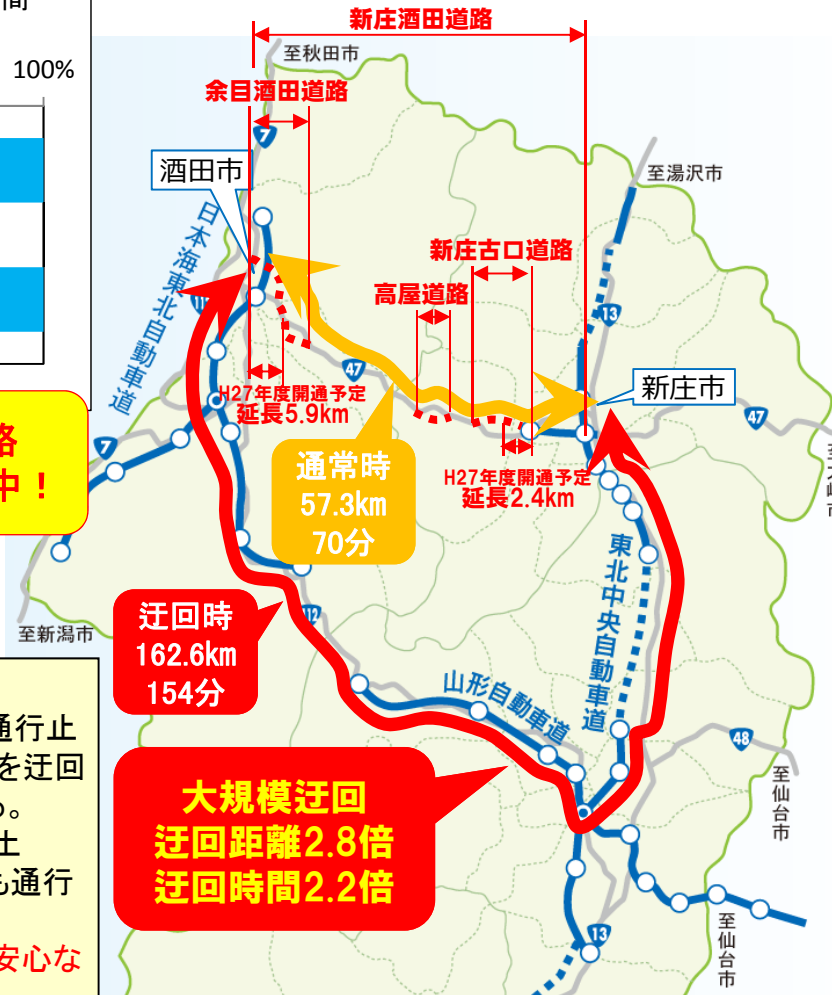 間
100%
新庄酒田道路
至秋田市
余目酒田道路
7
酒田市
至湯沢市
日本海東北自動車道
新庄古口道路
高屋道路
13
47
新庄市
H27年度開通予定
延長5.9km
47
路
中！
7
通常時
57.3km
70分
H27年度開通予定
延長2.4km
東北中央自動車道
至新潟市
112
迂回時
162.6km
154分
山形自動車道
通行止
を迂回
。
土
も通行
安心な
48
至仙台市
大規模迂回
迂回距離2.8倍
迂回時間2.2倍
13
至仙台市